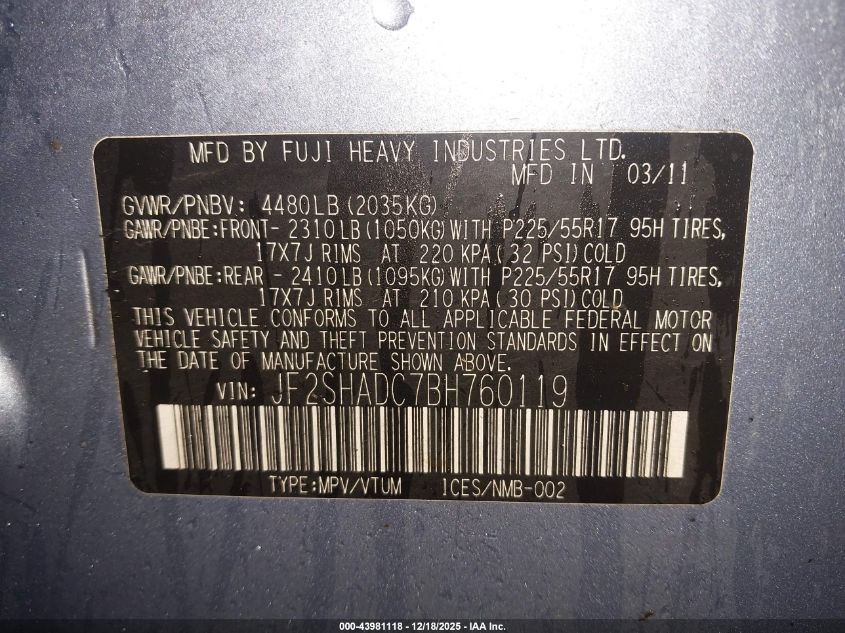 MFD BY FUJI HEAVY INDUSTRIES LTD.
MFD IN 03/11
GVWR/PNBV: 4480LB (2035KG)
GAWR/PNBE:FRONT- 2310LB (1050KG) WITH P225/55R17 95H TIRES,
17X7J RIMS AT 220 KPA (32 PSI) COLD
GAWR/PNBE:REAR - 2410LB (1095KG) WITH P225/55R17 95H TIRES,
17X7J RIMS AT 210 KPA (30 PSI) COLD
THIS VEHICLE CONFORMS TO ALL APPLICABLE FEDERAL MOTOR
VEHICLE SAFETY AND THEFT PREVENTION STANDARDS IN EFFECT ON
THE DATE OF MANUFACTURE SHOWN ABOVE.
VIN: JF2SHADC7BH760119
TYPE:MPV/VTUM ICES/NMB-002
000-43981118 - 12/18/2025 - IAA Inc.